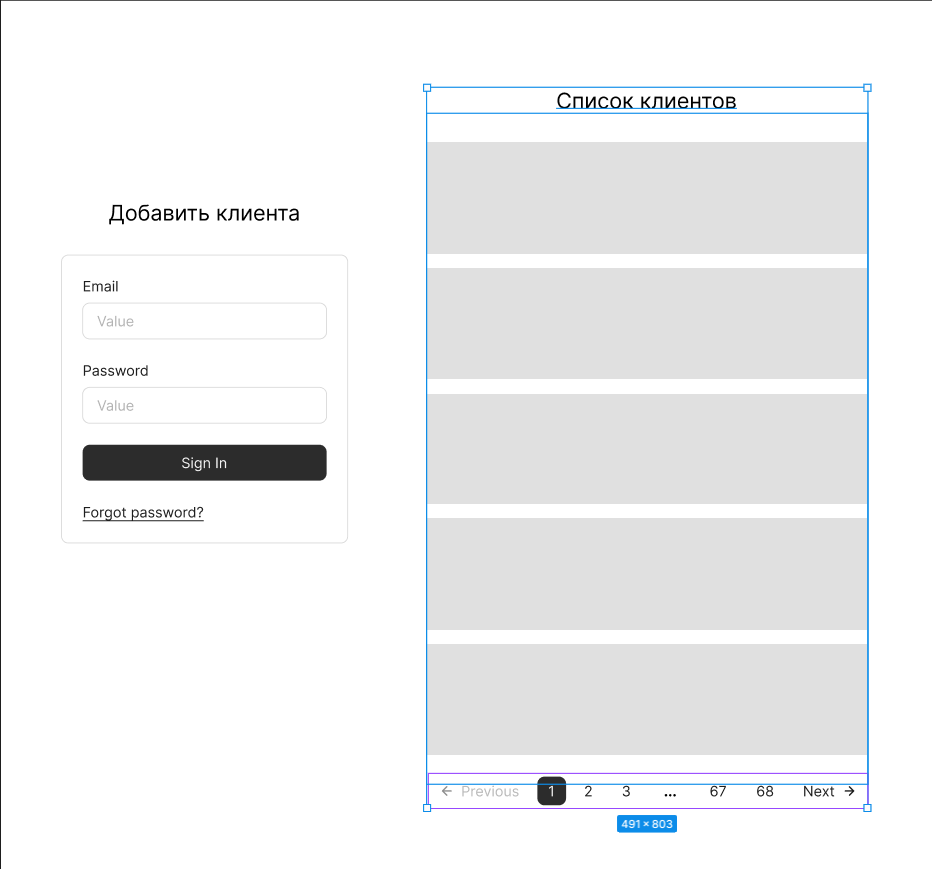 Добавить клиента
Email
Value
Password
Value
Sign In
Forgot password?
Список клиентов
← Previous 1 2 3 ... 67 68 Next →
491 × 803